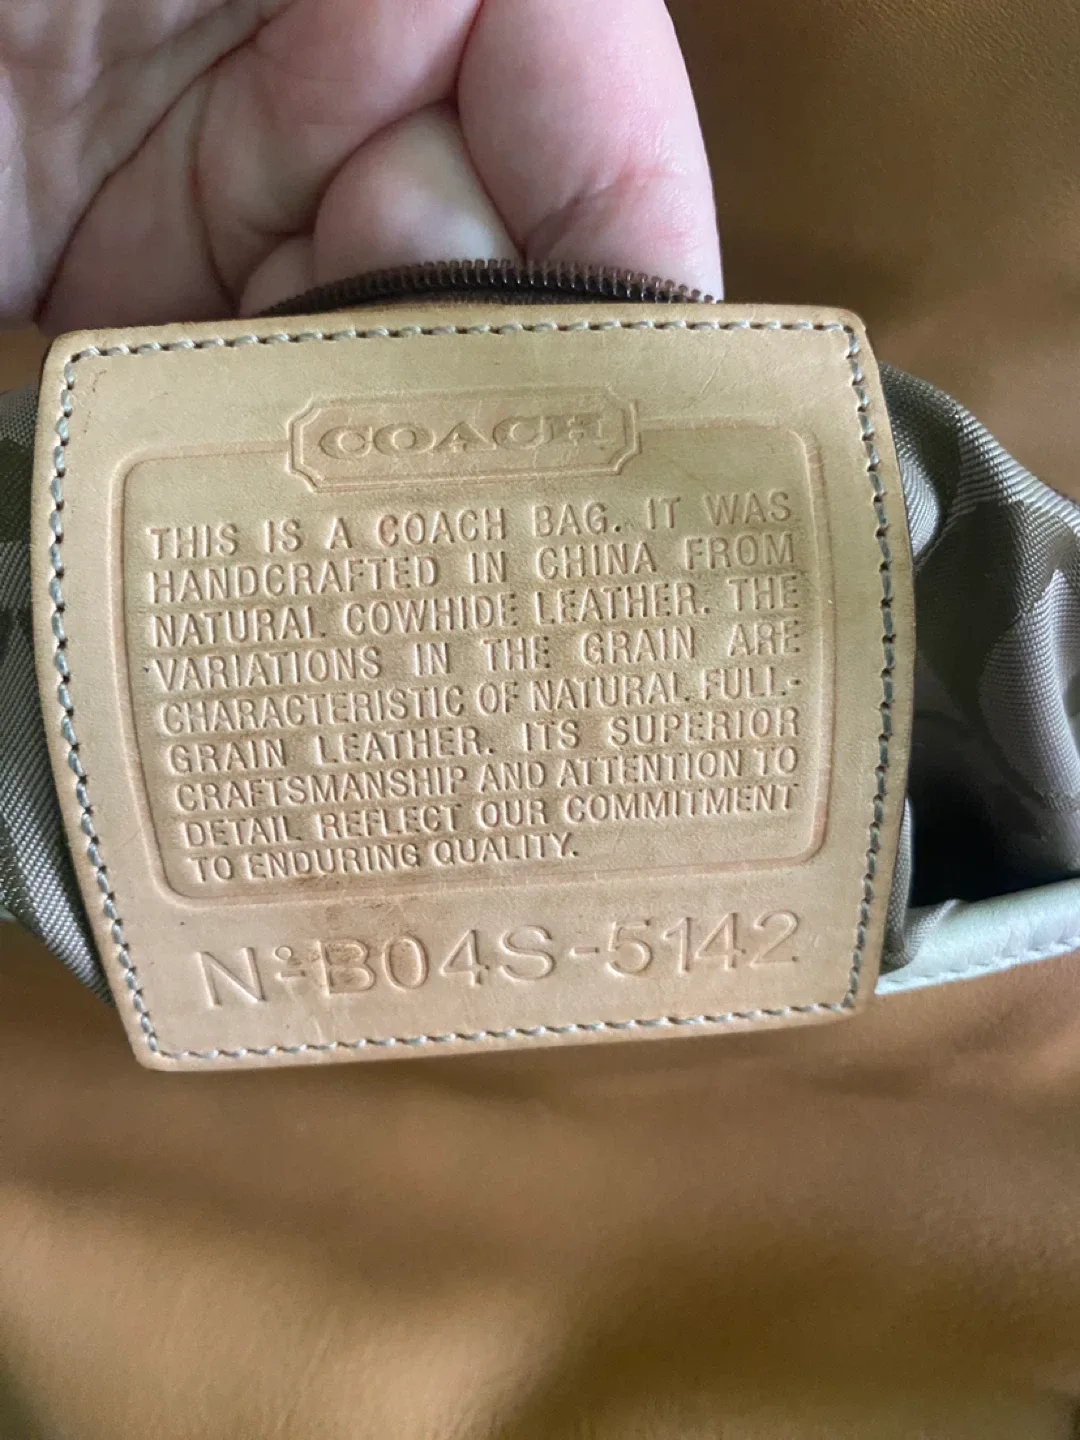 COACH
THIS IS A COACH BAG. IT WAS
HANDCRAFTED IN CHINA FROM
NATURAL COWHIDE LEATHER. THE
VARIATIONS IN THE GRAIN ARE
CHARACTERISTIC OF NATURAL FULL-
GRAIN LEATHER. ITS SUPERIOR
CRAFTSMANSHIP AND ATTENTION TO
DETAIL REFLECT OUR COMMITMENT
TO ENDURING QUALITY.
Nº B04S-5142